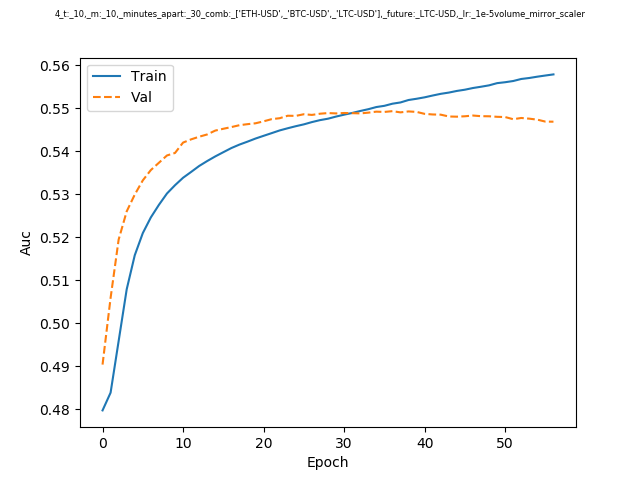 4_t:_10,_m:_10,_minutes_apart:_30_comb:_['ETH-USD',_'BTC-USD',_'LTC-USD'],_future:_LTC-USD,_lr:_1e-5volume_mirror_scaler
0.56
Train
Val
0.55
0.54
0.53
0.52
Auc
0.51
0.50
0.49
0.48
0 10 20 30 40 50
Epoch